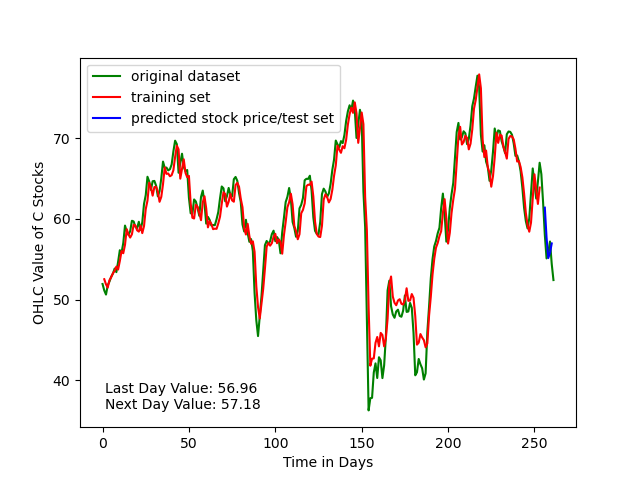 original dataset
training set
predicted stock price/test set
OHLC Value of C Stocks
70
60
50
40
Last Day Value: 56.96
Next Day Value: 57.18
0 50 100 150 200 250
Time in Days